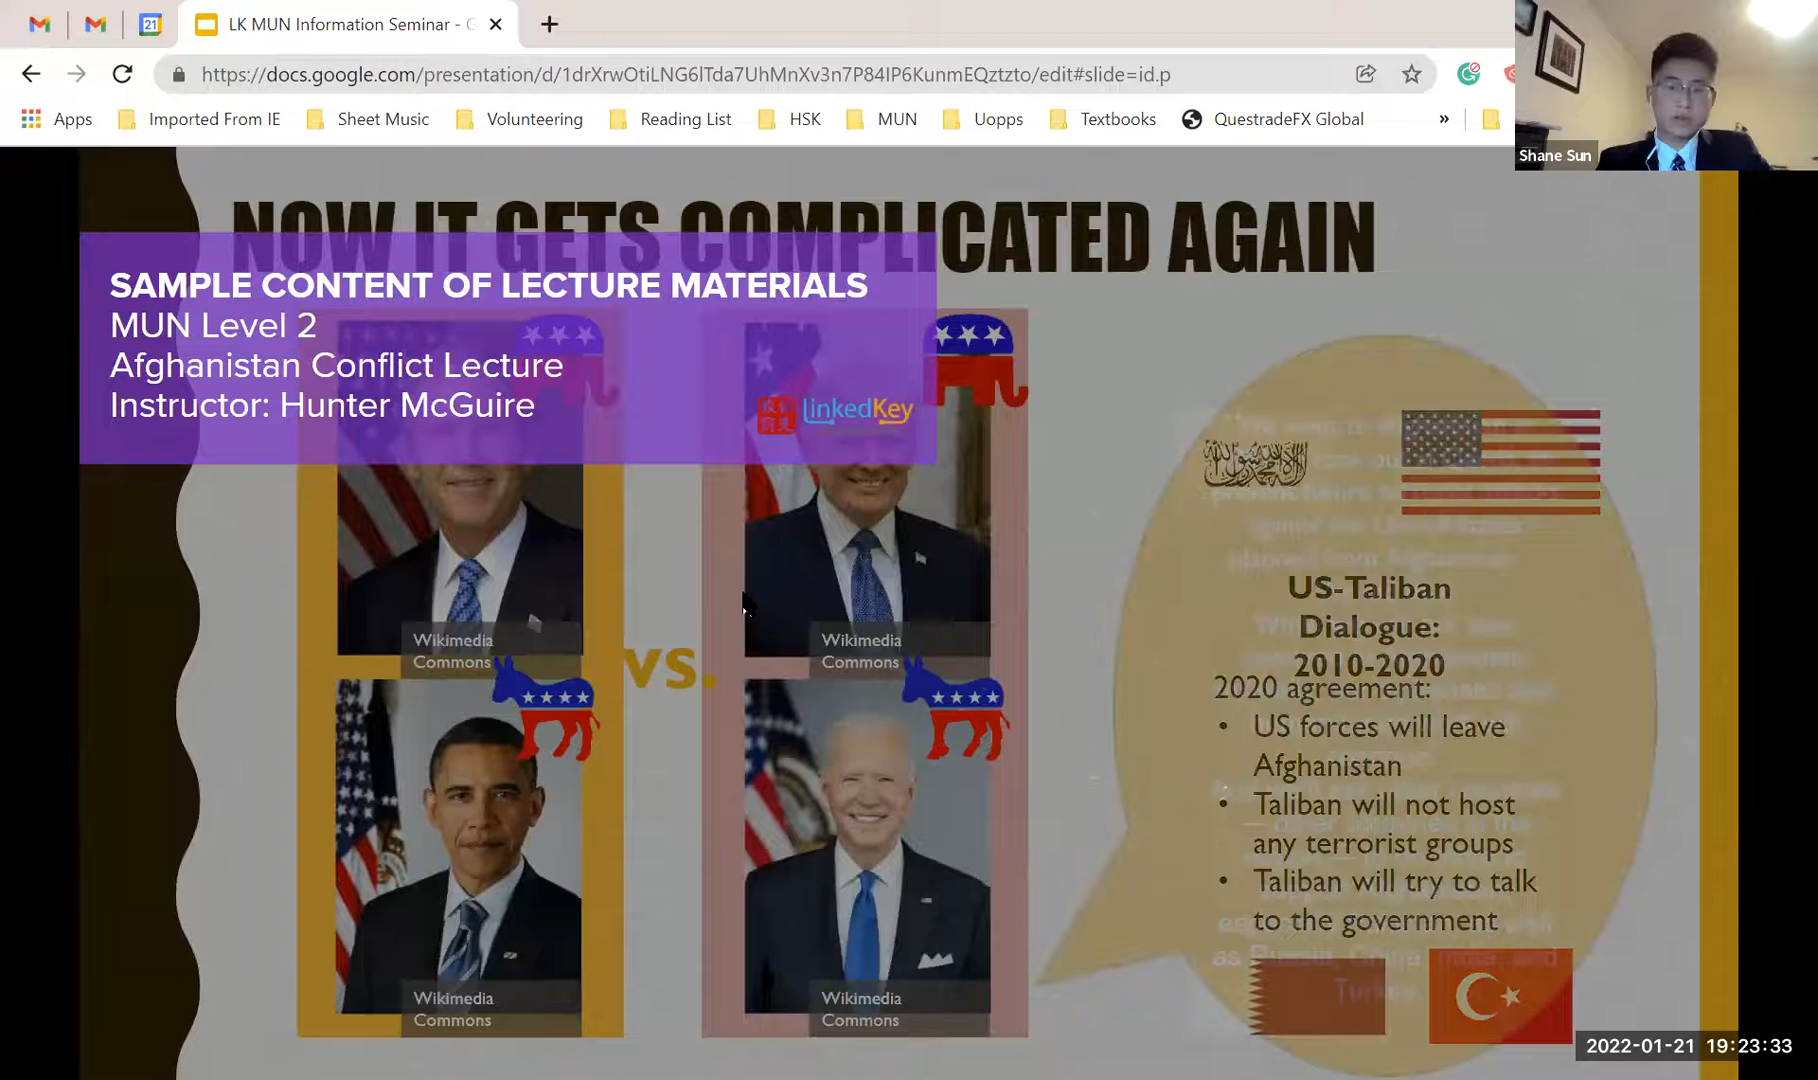 21
LK MUN Information Seminar - G
https://docs.google.com/presentation/d/1drXrwOtiLNG6lTda7UhMnXv3n7P84IP6KunmEQztzto/edit#slide=id.p
Apps
Imported From IE
Sheet Music
Volunteering
Reading List
HSK
MUN
Uopps
Textbooks
QuestradeFX Global
»
Shane Sun
NOW IT GETS COMPLICATED AGAIN
SAMPLE CONTENT OF LECTURE MATERIALS
MUN Level 2
Afghanistan Conflict Lecture
Instructor: Hunter McGuire
LinkedKey
Wikimedia
Commons
Wikimedia
Commons
vs.
Wikimedia
Commons
Wikimedia
Commons
US-Taliban
Dialogue:
2010-2020
2020 agreement:
• US forces will leave
Afghanistan
• Taliban will not host
any terrorist groups
• Taliban will try to talk
to the government
2022-01-21 19:23:33